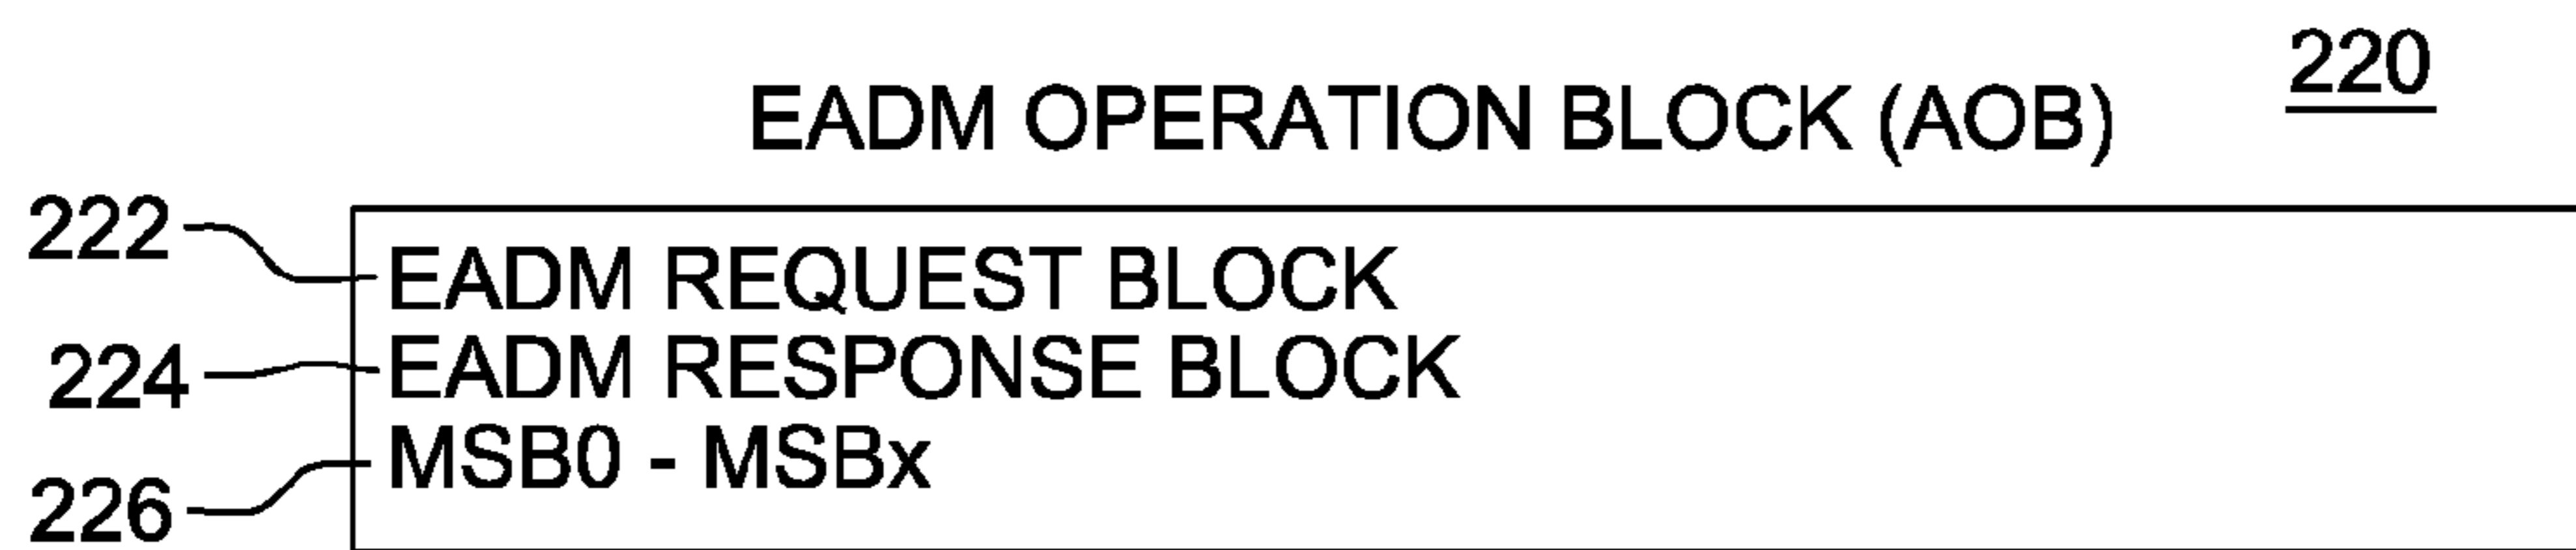 220
EADM OPERATION BLOCK (AOB)
222 EADM REQUEST BLOCK
224 EADM RESPONSE BLOCK
226 MSB0 - MSBx